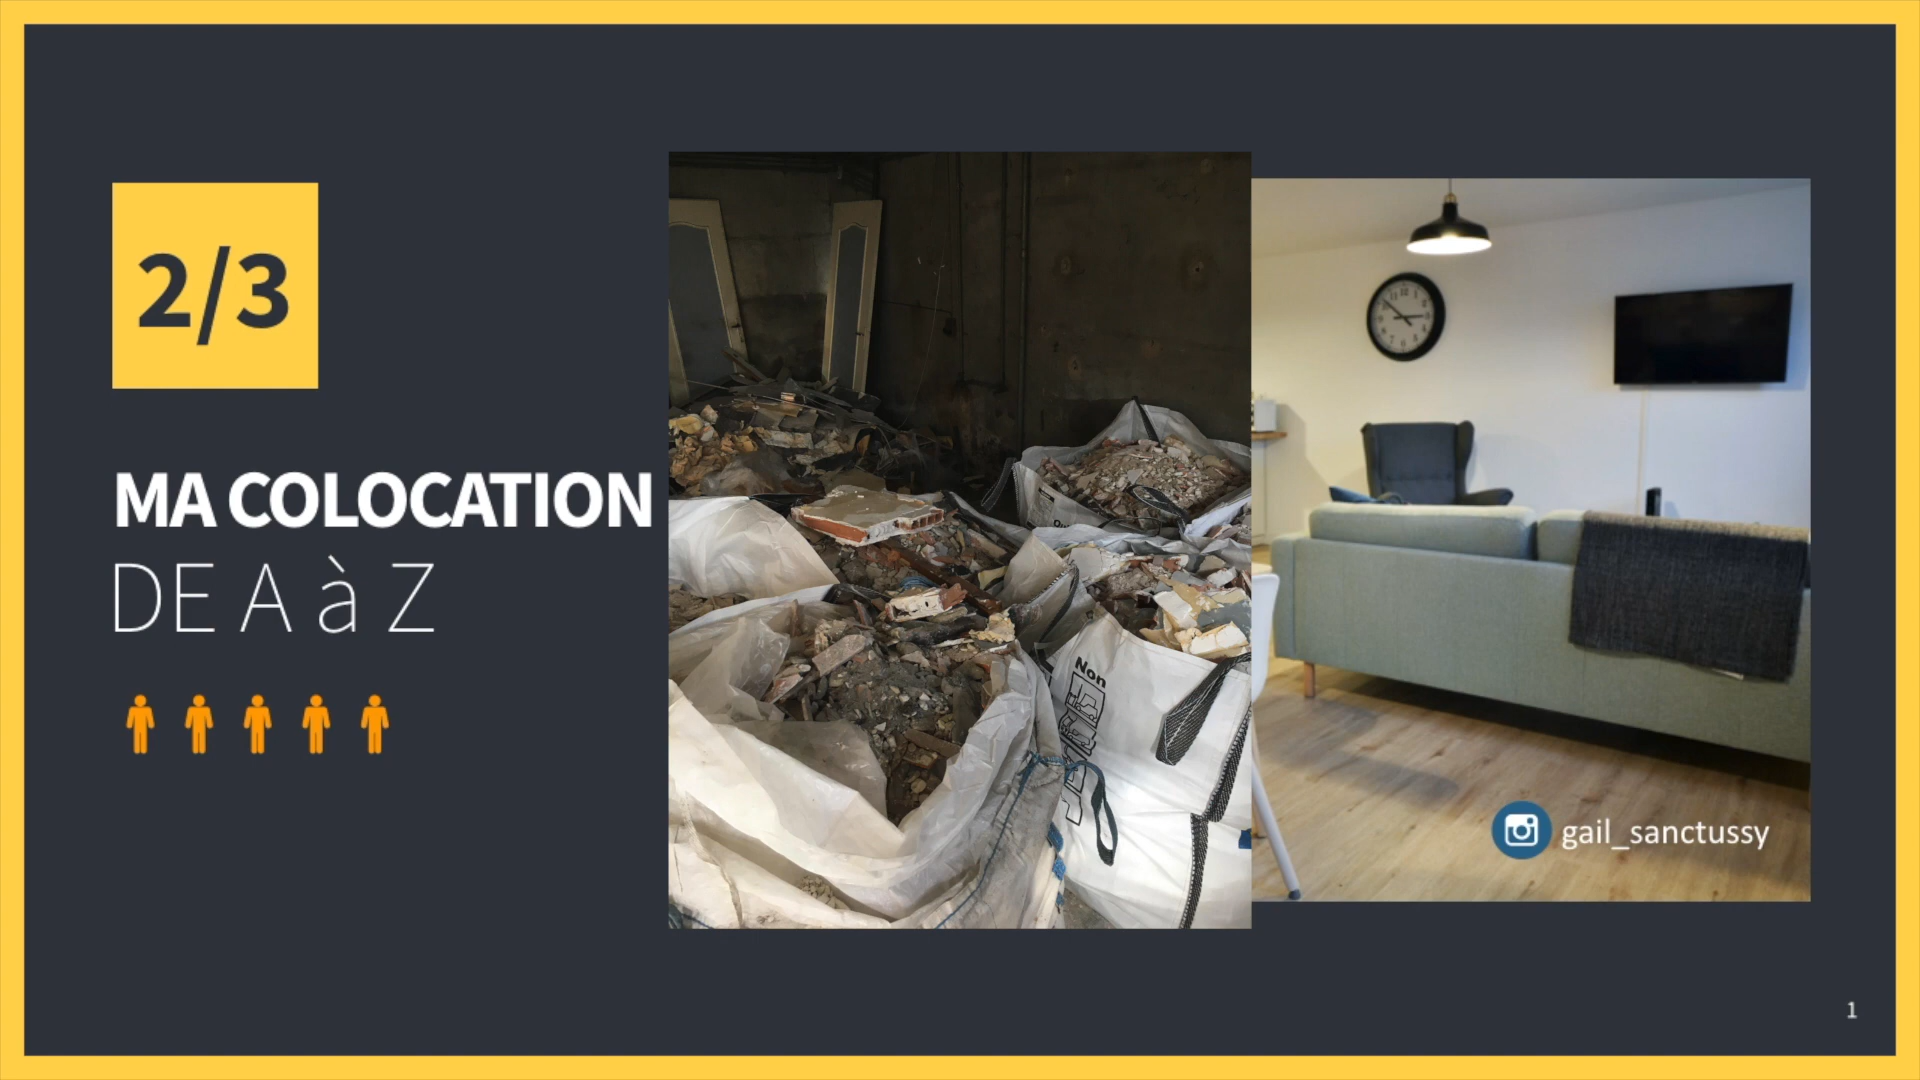 2/3
MA COLOCATION
DE A à Z
Non
gail_sanctussy
1